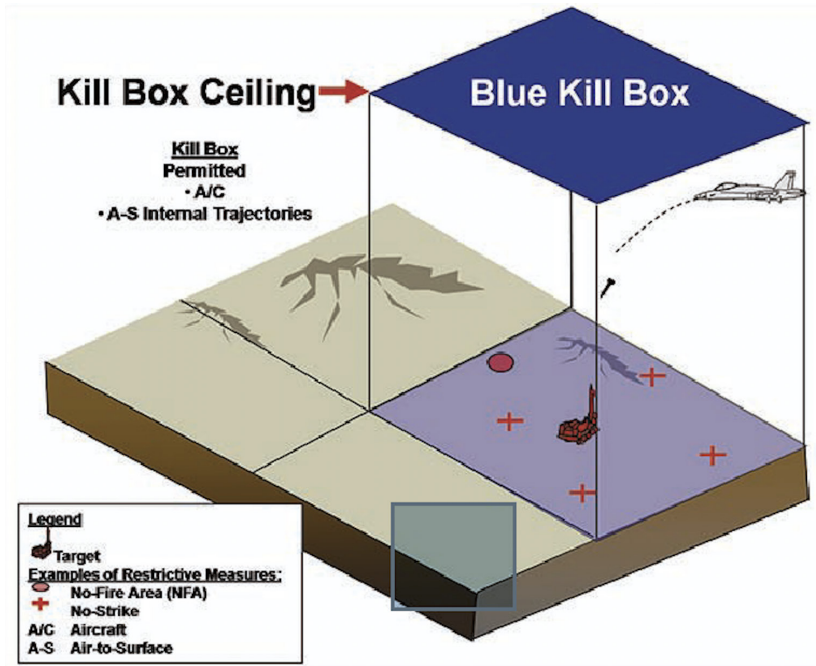 Kill Box Ceiling
Blue Kill Box
Kill Box
Permitted
• A/C
• A-S Internal Trajectories
Legend
Target
Examples of Restrictive Measures:
No-Fire Area (NFA)
No-Strike
A/C Aircraft
A-S Air-to-Surface